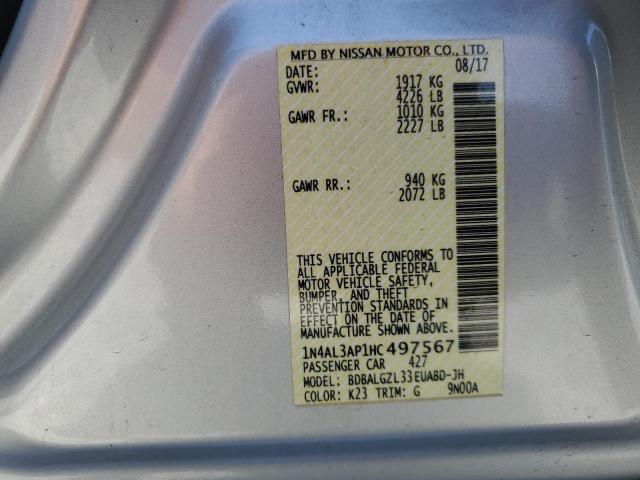 MFD BY NISSAN MOTOR CO., LTD.
DATE: 08/17
GVWR: 1917 KG
4226 LB
GAWR FR.: 1010 KG
2227 LB
GAWR RR.: 940 KG
2072 LB
THIS VEHICLE CONFORMS TO
ALL APPLICABLE FEDERAL
MOTOR VEHICLE SAFETY,
BUMPER, AND THEFT
PREVENTION STANDARDS IN
EFFECT ON THE DATE OF
MANUFACTURE SHOWN ABOVE.
1N4AL3AP1HC497567
PASSENGER CAR 427
MODEL: BDBALGZL33EUABD-JH
COLOR: K23 TRIM: G 9N00A